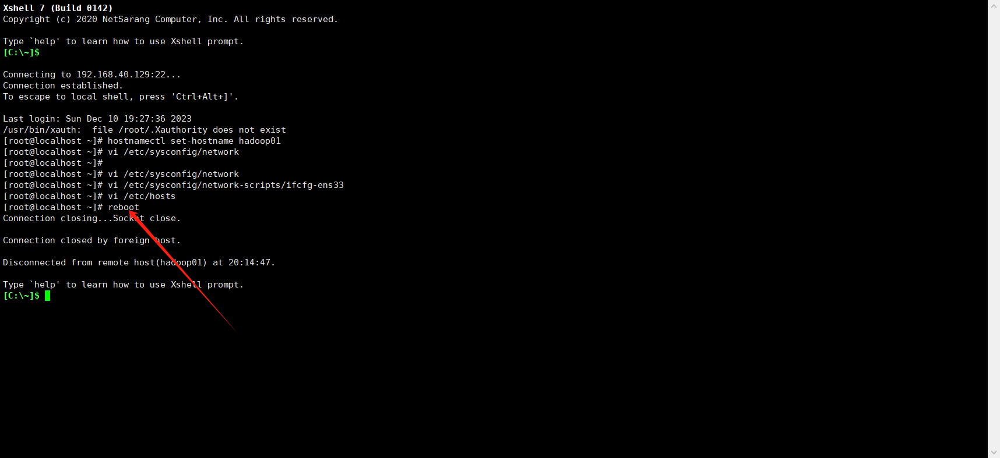 Xshell 7 (Build 0142)
Copyright (c) 2020 NetSarang Computer, Inc. All rights reserved.
Type `help' to learn how to use Xshell prompt.
[C:\~]$
Connecting to 192.168.40.129:22...
Connection established.
To escape to local shell, press 'Ctrl+Alt+]'.
Last login: Sun Dec 10 19:27:36 2023
/usr/bin/xauth:  file /root/.Xauthority does not exist
[root@localhost ~]# hostnamectl set-hostname hadoop01
[root@localhost ~]# vi /etc/sysconfig/network
[root@localhost ~]#
[root@localhost ~]# vi /etc/sysconfig/network
[root@localhost ~]# vi /etc/sysconfig/network-scripts/ifcfg-ens33
[root@localhost ~]# vi /etc/hosts
[root@localhost ~]# reboot
Connection closing...Socket close.
Connection closed by foreign host.
Disconnected from remote host(hadoop01) at 20:14:47.
Type `help' to learn how to use Xshell prompt.
[C:\~]$